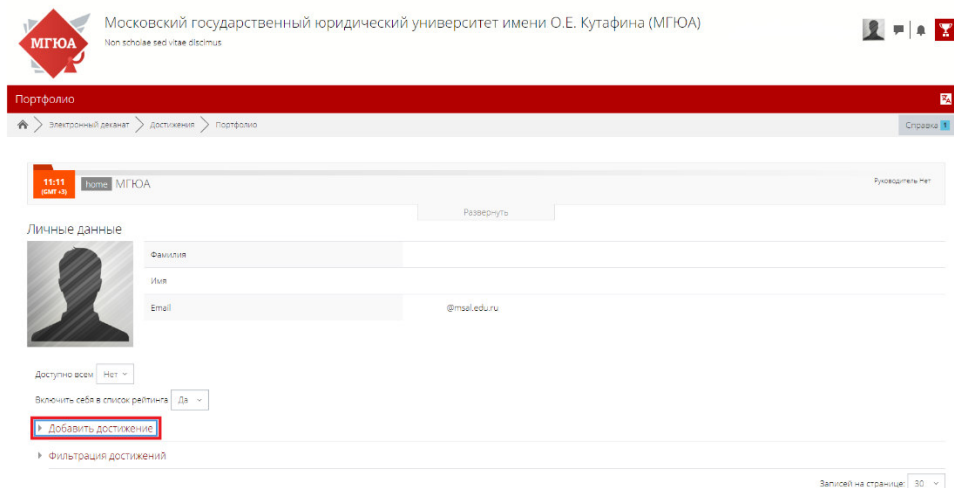 МГЮА
Московский государственный юридический университет имени О.Е. Кутафина (МГЮА)
Non scholae sed vitae discimus
Портфолио
Электронный деканат
Достижения
Портфолио
Справка 1
11:11
(GMT +3)
home МГЮА
Руководитель Нет
Развернуть
Личные данные
Фамилия
Имя
Email @msal.edu.ru
Доступно всем Нет
Включить себя в список рейтинга Да
Добавить достижение
Фильтрация достижений
Записей на странице: 30